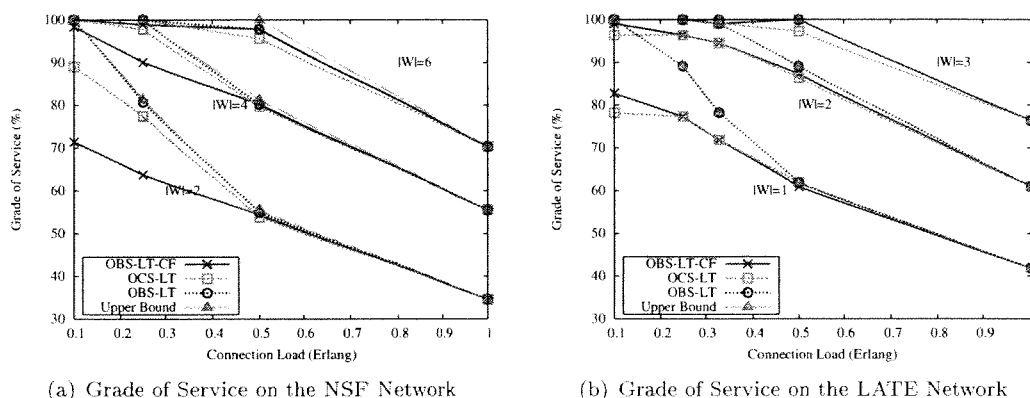 100
90
80
70
60
50
40
30
Grade of Service (%)
|W|=6
|W|=4
|W|=2
OBS-LT-CF
OCS-LT
OBS-LT
Upper Bound
0.1 0.2 0.3 0.4 0.5 0.6 0.7 0.8 0.9 1
Connection Load (Erlang)
(a) Grade of Service on the NSF Network
100
90
80
70
60
50
40
30
Grade of Service (%)
|W|=3
|W|=2
|W|=1
OBS-LT-CF
OCS-LT
OBS-LT
Upper Bound
0.1 0.2 0.3 0.4 0.5 0.6 0.7 0.8 0.9
Connection Load (Erlang)
(b) Grade of Service on the LATE Network